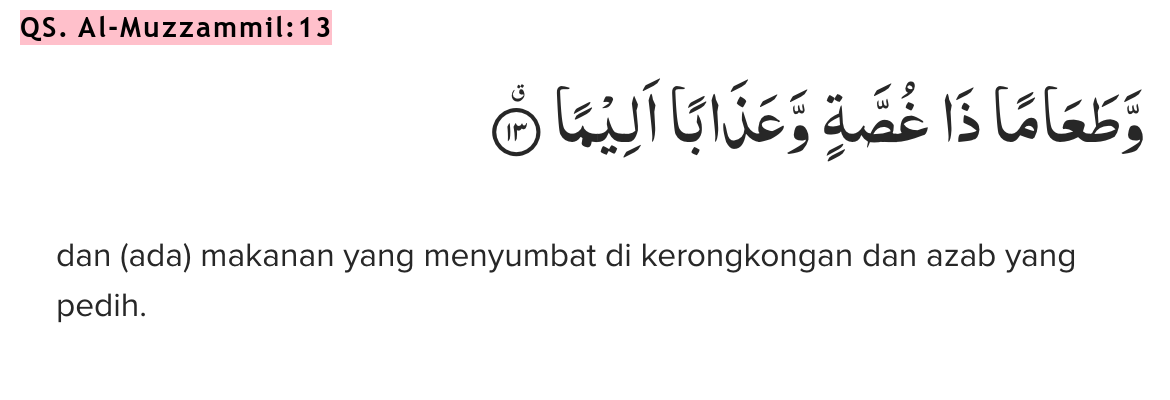 QS. Al-Muzzammil:13
وَّطَعَامًا ذَا غُصَّةٍ وَّعَذَابًا اَلِيْمًا ۖ۝١٣
dan (ada) makanan yang menyumbat di kerongkongan dan azab yang
pedih.